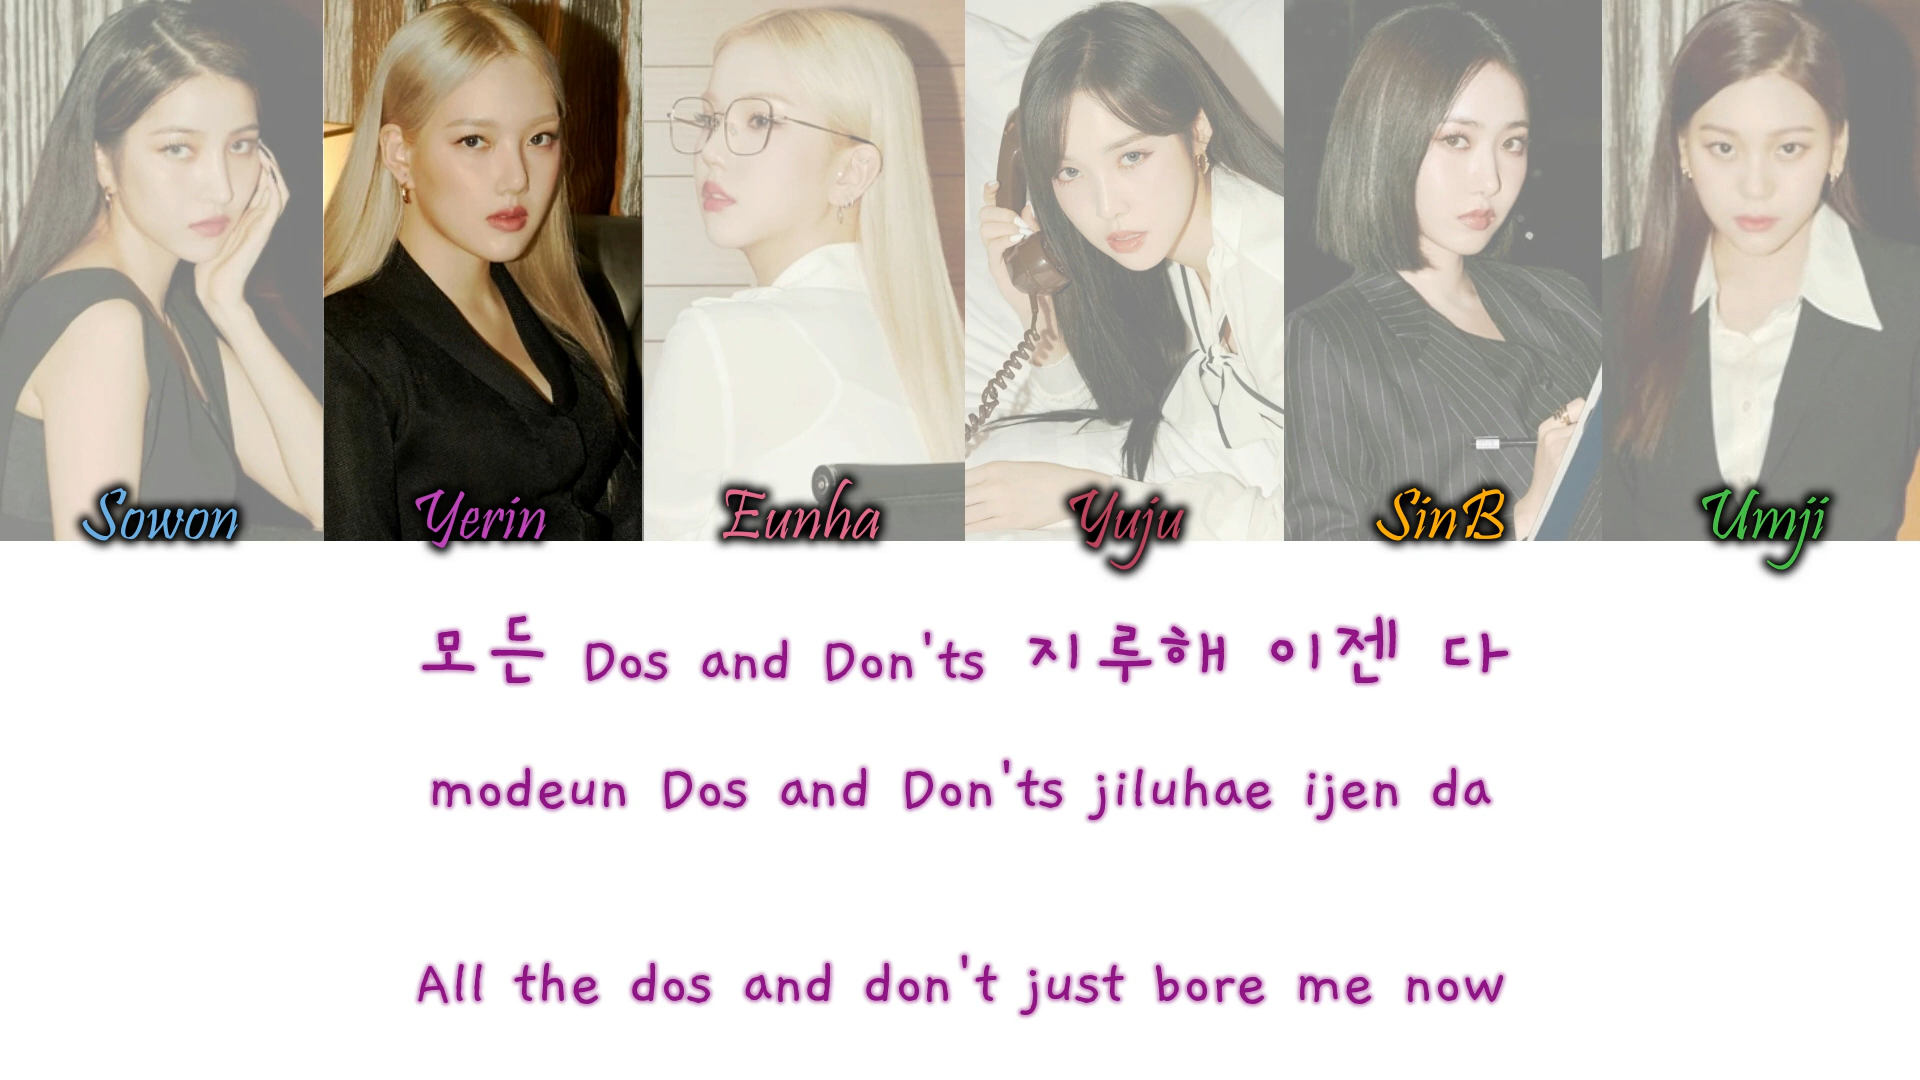 Sowon Yerin Eunha Yuju SinB Umji
모든 Dos and Don'ts 지루해 이젠 다
modeun Dos and Don'ts jiluhae ijen da
All the dos and don't just bore me now